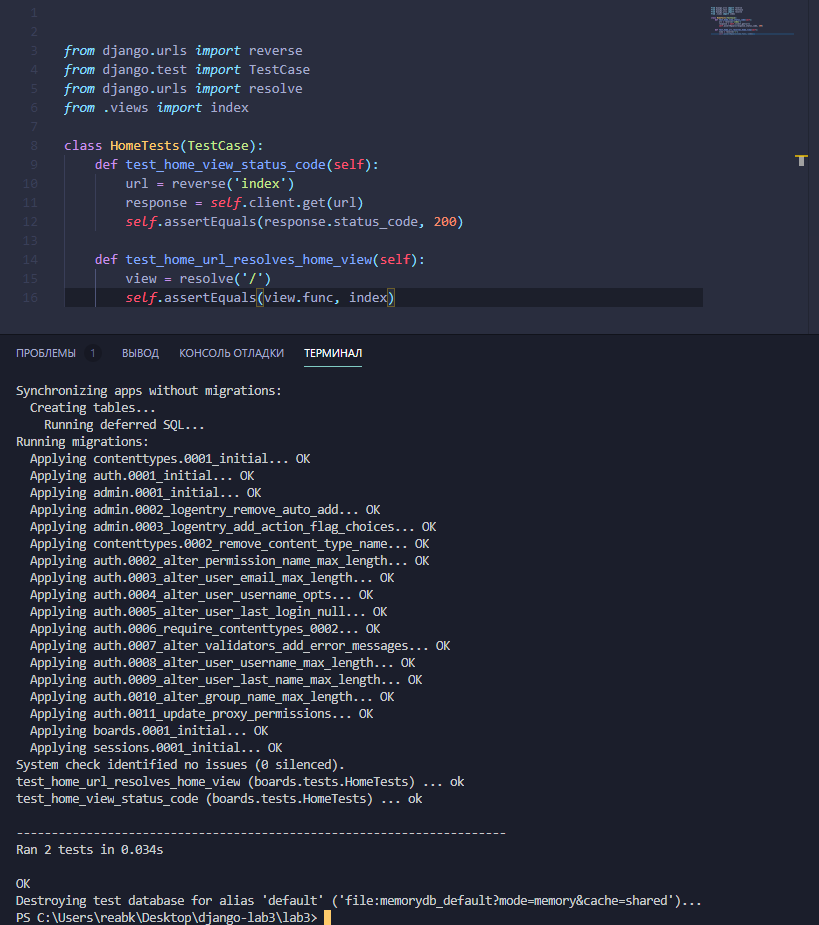 1
2
3 from django.urls import reverse
4 from django.test import TestCase
5 from django.urls import resolve
6 from .views import index
7
8 class HomeTests(TestCase):
9 def test_home_view_status_code(self):
10 url = reverse('index')
11 response = self.client.get(url)
12 self.assertEquals(response.status_code, 200)
13
14 def test_home_url_resolves_home_view(self):
15 view = resolve('/')
16 self.assertEquals(view.func, index)
ПРОБЛЕМЫ 1 ВЫВОД КОНСОЛЬ ОТЛАДКИ ТЕРМИНАЛ
Synchronizing apps without migrations:
Creating tables...
Running deferred SQL...
Running migrations:
Applying contenttypes.0001_initial... OK
Applying auth.0001_initial... OK
Applying admin.0001_initial... OK
Applying admin.0002_logentry_remove_auto_add... OK
Applying admin.0003_logentry_add_action_flag_choices... OK
Applying contenttypes.0002_remove_content_type_name... OK
Applying auth.0002_alter_permission_name_max_length... OK
Applying auth.0003_alter_user_email_max_length... OK
Applying auth.0004_alter_user_username_opts... OK
Applying auth.0005_alter_user_last_login_null... OK
Applying auth.0006_require_contenttypes_0002... OK
Applying auth.0007_alter_validators_add_error_messages... OK
Applying auth.0008_alter_user_username_max_length... OK
Applying auth.0009_alter_user_last_name_max_length... OK
Applying auth.0010_alter_group_name_max_length... OK
Applying auth.0011_update_proxy_permissions... OK
Applying boards.0001_initial... OK
Applying sessions.0001_initial... OK
System check identified no issues (0 silenced).
test_home_url_resolves_home_view (boards.tests.HomeTests) ... ok
test_home_view_status_code (boards.tests.HomeTests) ... ok
----------------------------------------------------------------------
Ran 2 tests in 0.034s
OK
Destroying test database for alias 'default' ('file:memorydb_default?mode=memory&cache=shared')...
PS C:\Users\reabk\Desktop\django-lab3\lab3>